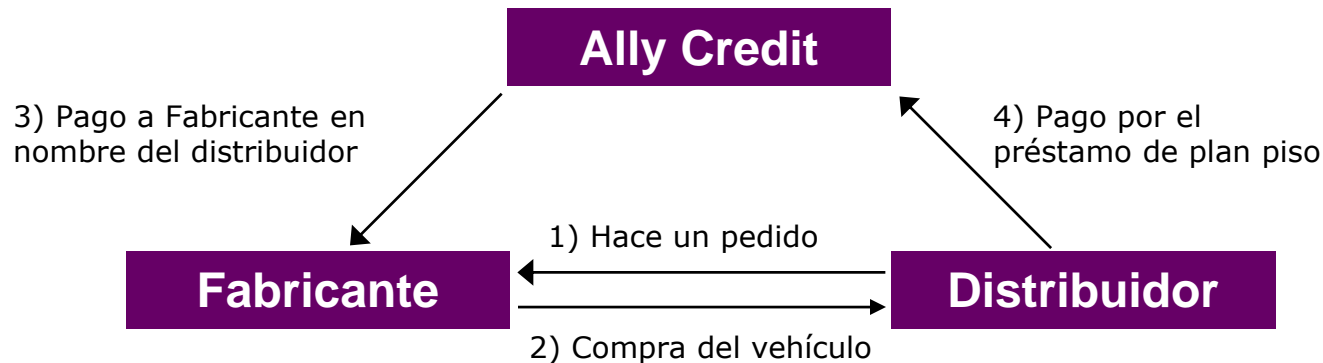 Ally Credit
3) Pago a Fabricante en
nombre del distribuidor
4) Pago por el
préstamo de plan piso
1) Hace un pedido
Fabricante
Distribuidor
2) Compra del vehículo